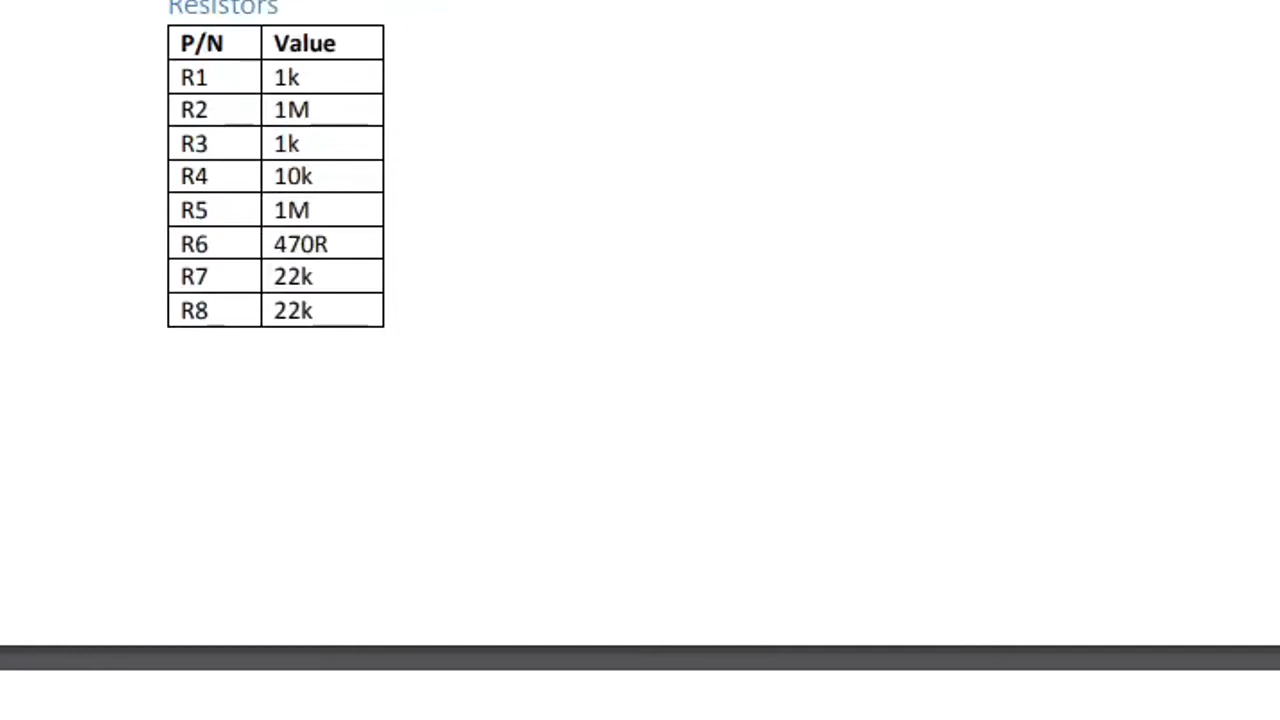 Resistors
P/N Value
R1 1k
R2 1M
R3 1k
R4 10k
R5 1M
R6 470R
R7 22k
R8 22k